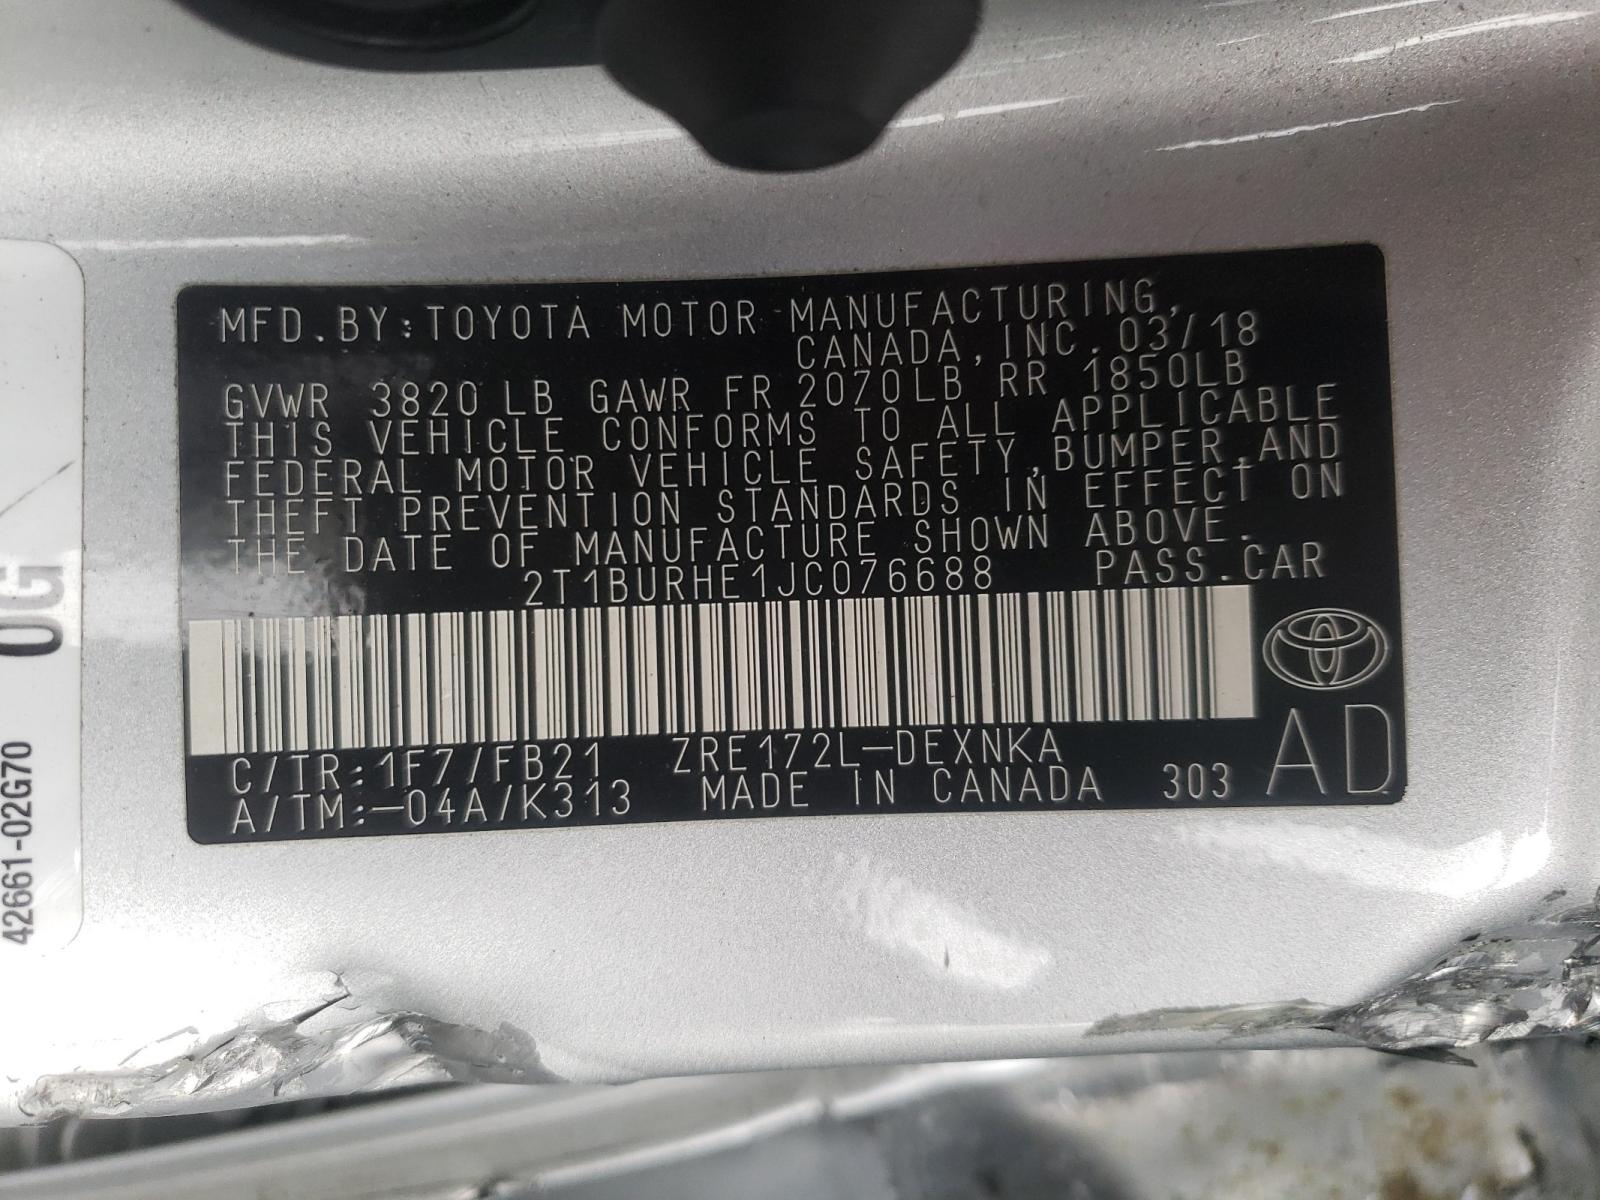 MFD.BY:TOYOTA MOTOR MANUFACTURING,
CANADA,INC.03/18
GVWR 3820 LB GAWR FR 2070LB RR 1850LB
THIS VEHICLE CONFORMS TO ALL APPLICABLE
FEDERAL MOTOR VEHICLE SAFETY,BUMPER,AND
THEFT PREVENTION STANDARDS IN EFFECT ON
THE DATE OF MANUFACTURE SHOWN ABOVE.
2T1BURHE1JC076688 PASS.CAR
C/TR:1F7/FB21 ZRE172L-DEXNKA
A/TM:-04A/K313 MADE IN CANADA 303 AD
0G
42661-02G70